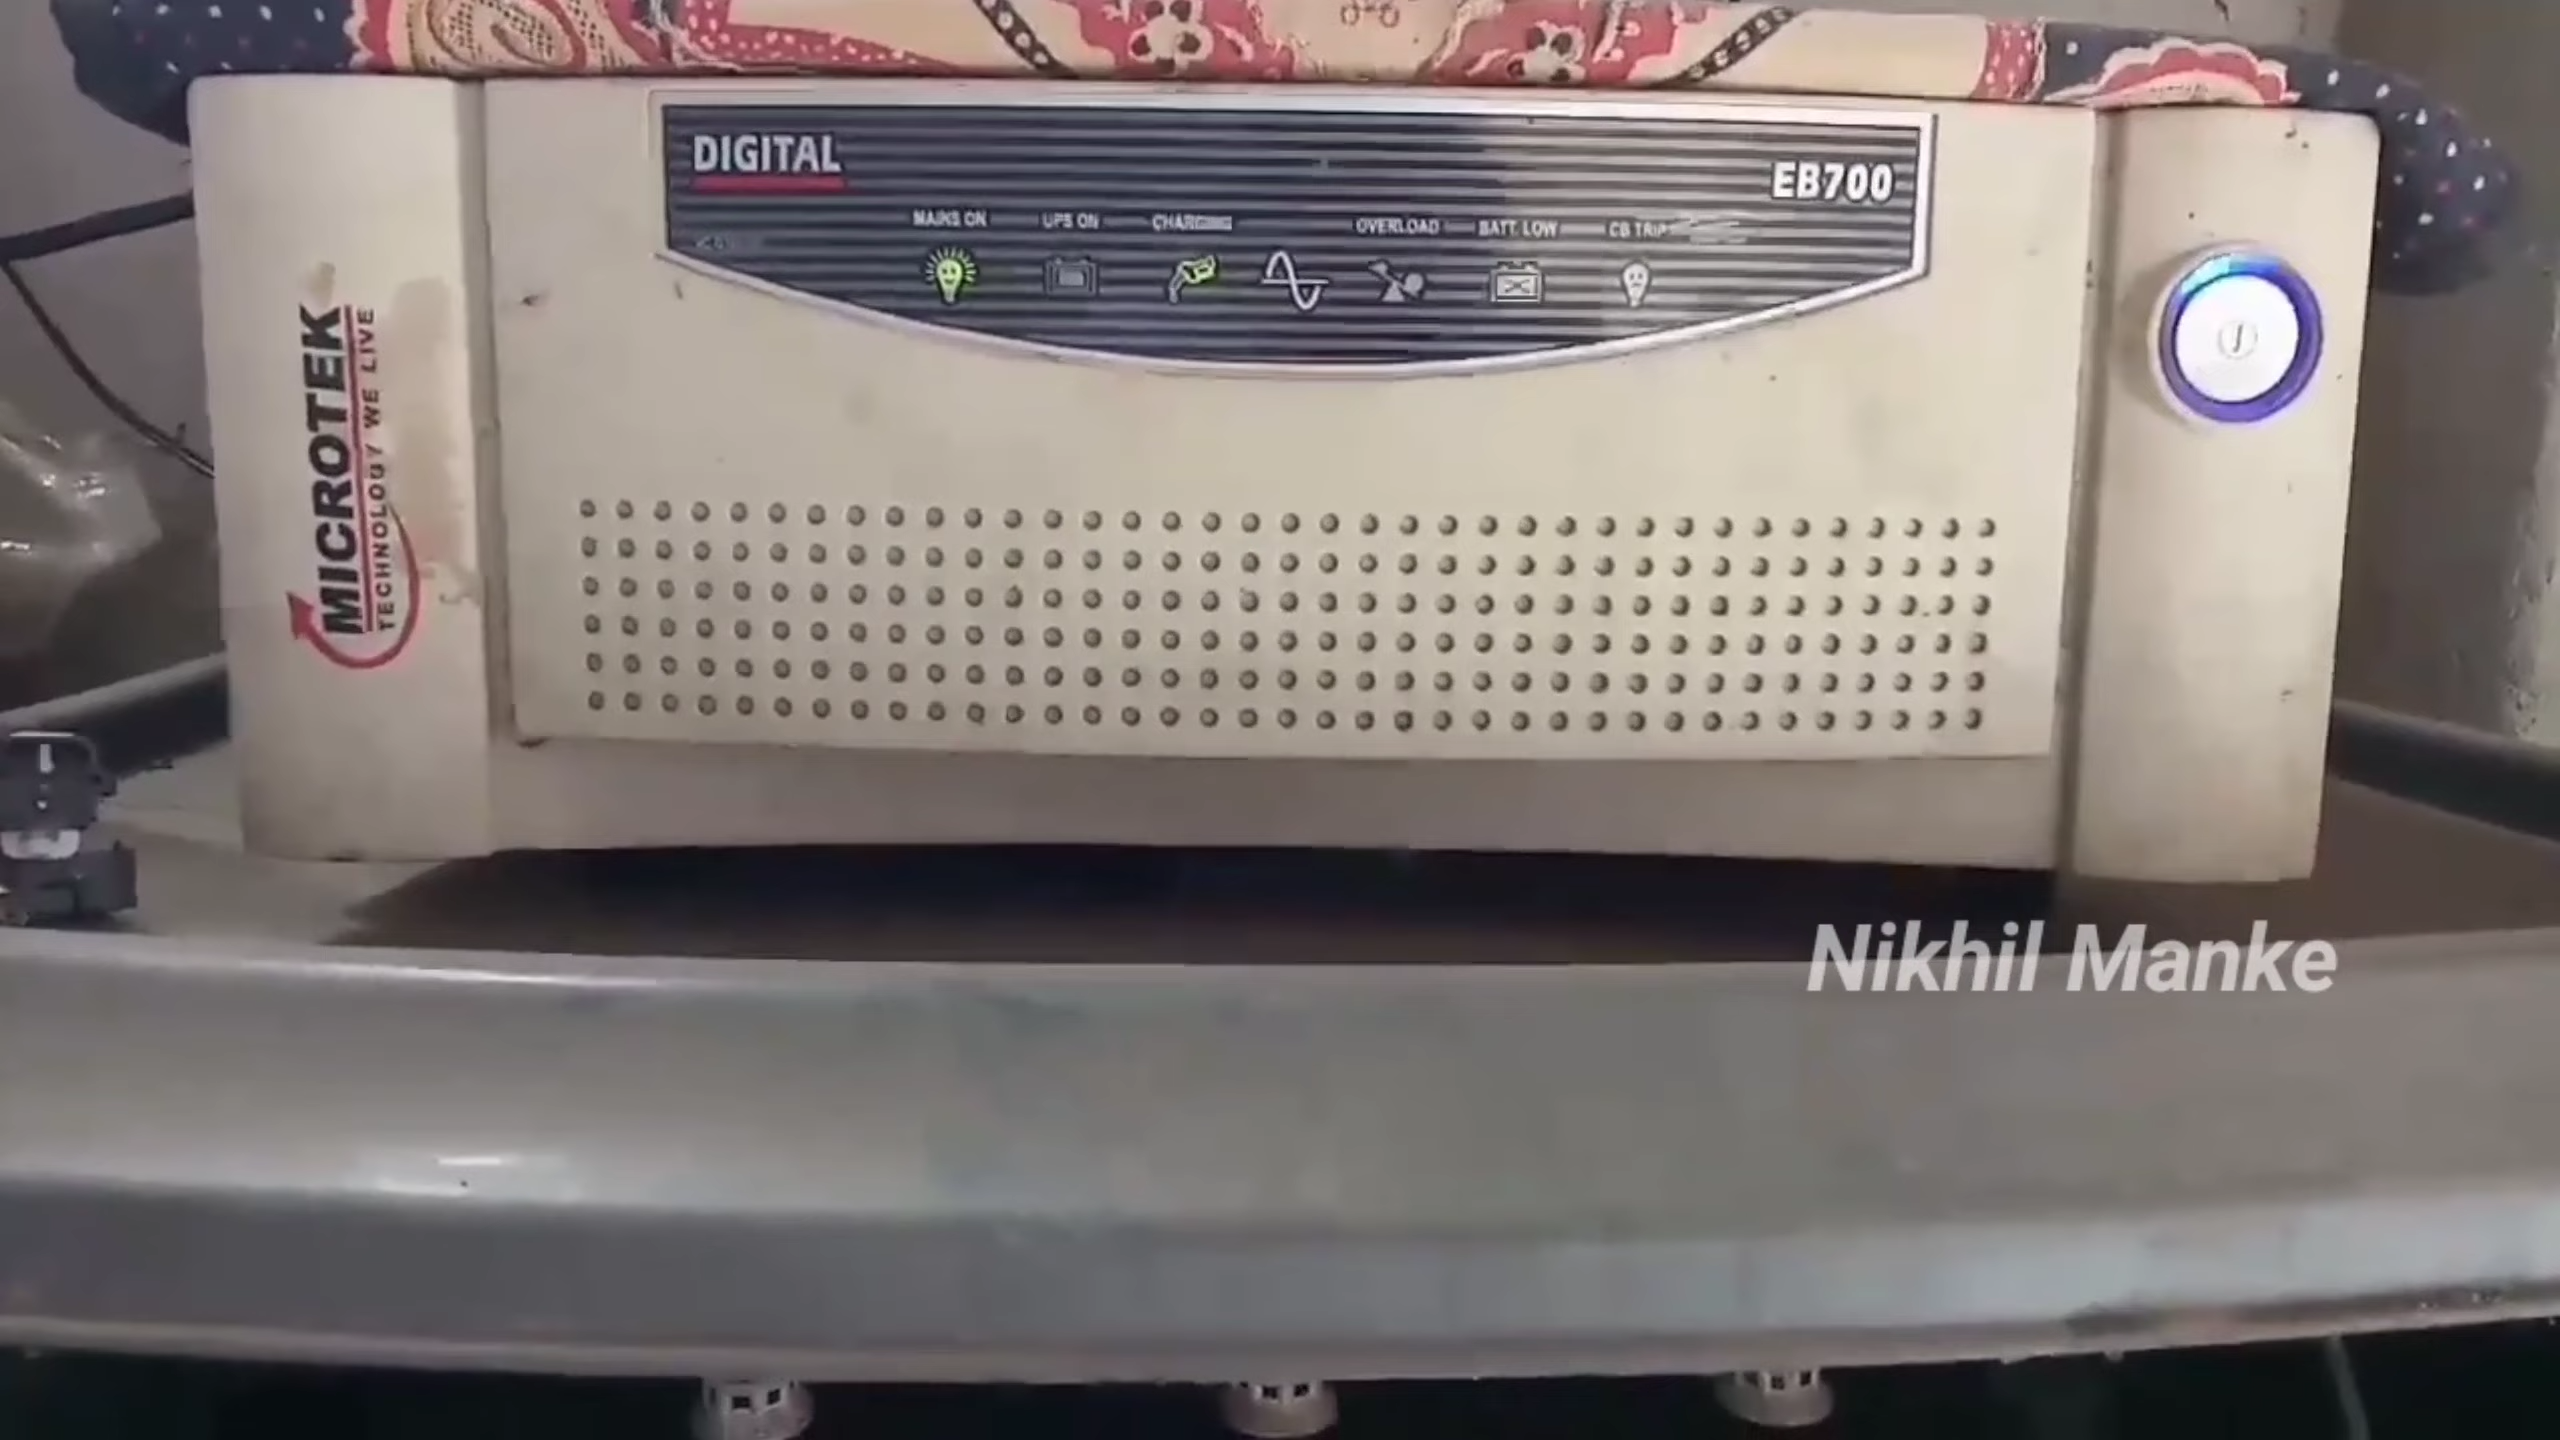 DIGITAL
EB700
MAINS ON
UPS ON
CHARGING
OVERLOAD
BATT. LOW
CB TRIP
MICROTEK
TECHNOLOGY WE LIVE
Nikhil Manke